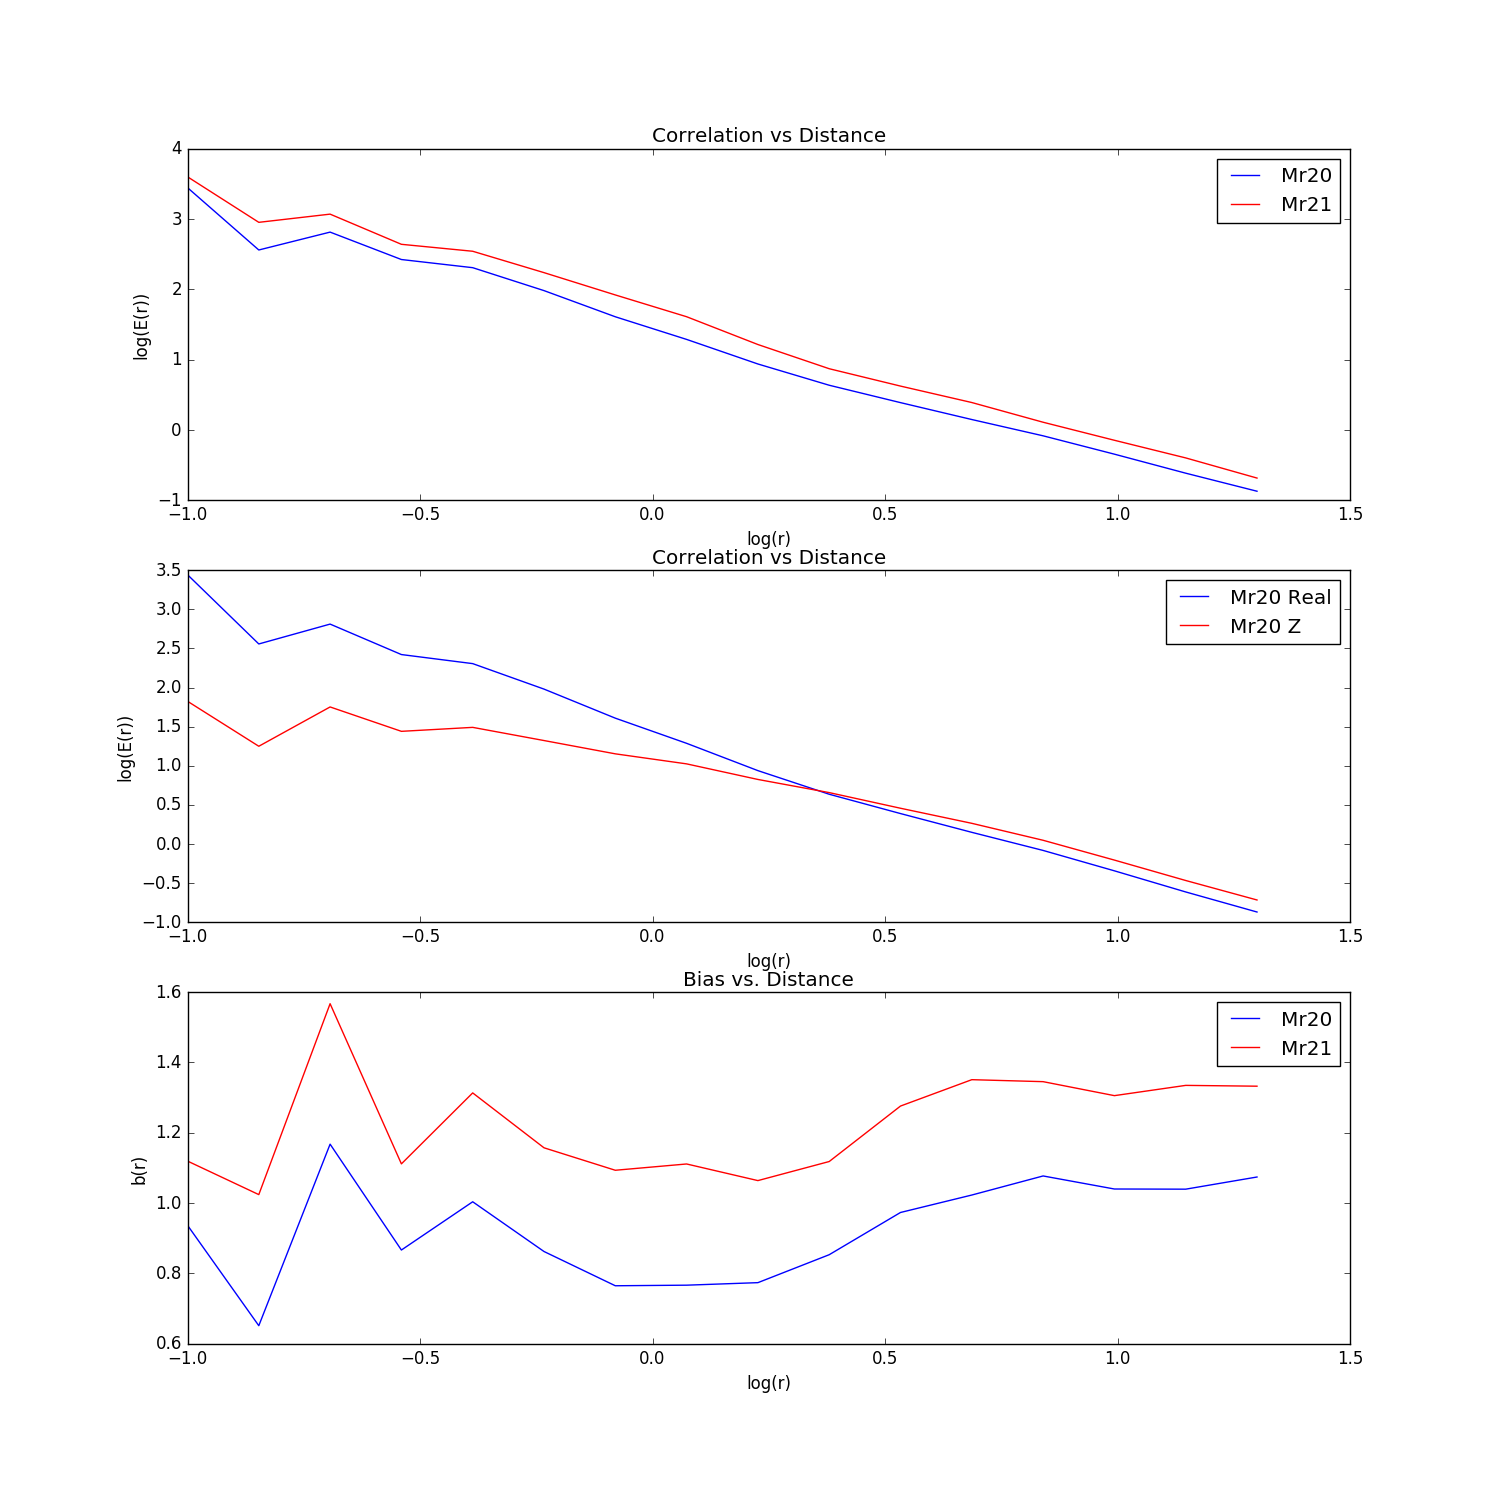 Correlation vs Distance
4
3
2
1
0
−1
log(E(r))
Mr20
Mr21
−1.0 −0.5 0.0 0.5 1.0 1.5
log(r)
Correlation vs Distance
3.5
3.0
2.5
2.0
1.5
1.0
0.5
0.0
−0.5
−1.0
log(E(r))
Mr20 Real
Mr20 Z
−1.0 −0.5 0.0 0.5 1.0 1.5
log(r)
Bias vs. Distance
1.6
1.4
1.2
1.0
0.8
0.6
b(r)
Mr20
Mr21
−1.0 −0.5 0.0 0.5 1.0 1.5
log(r)